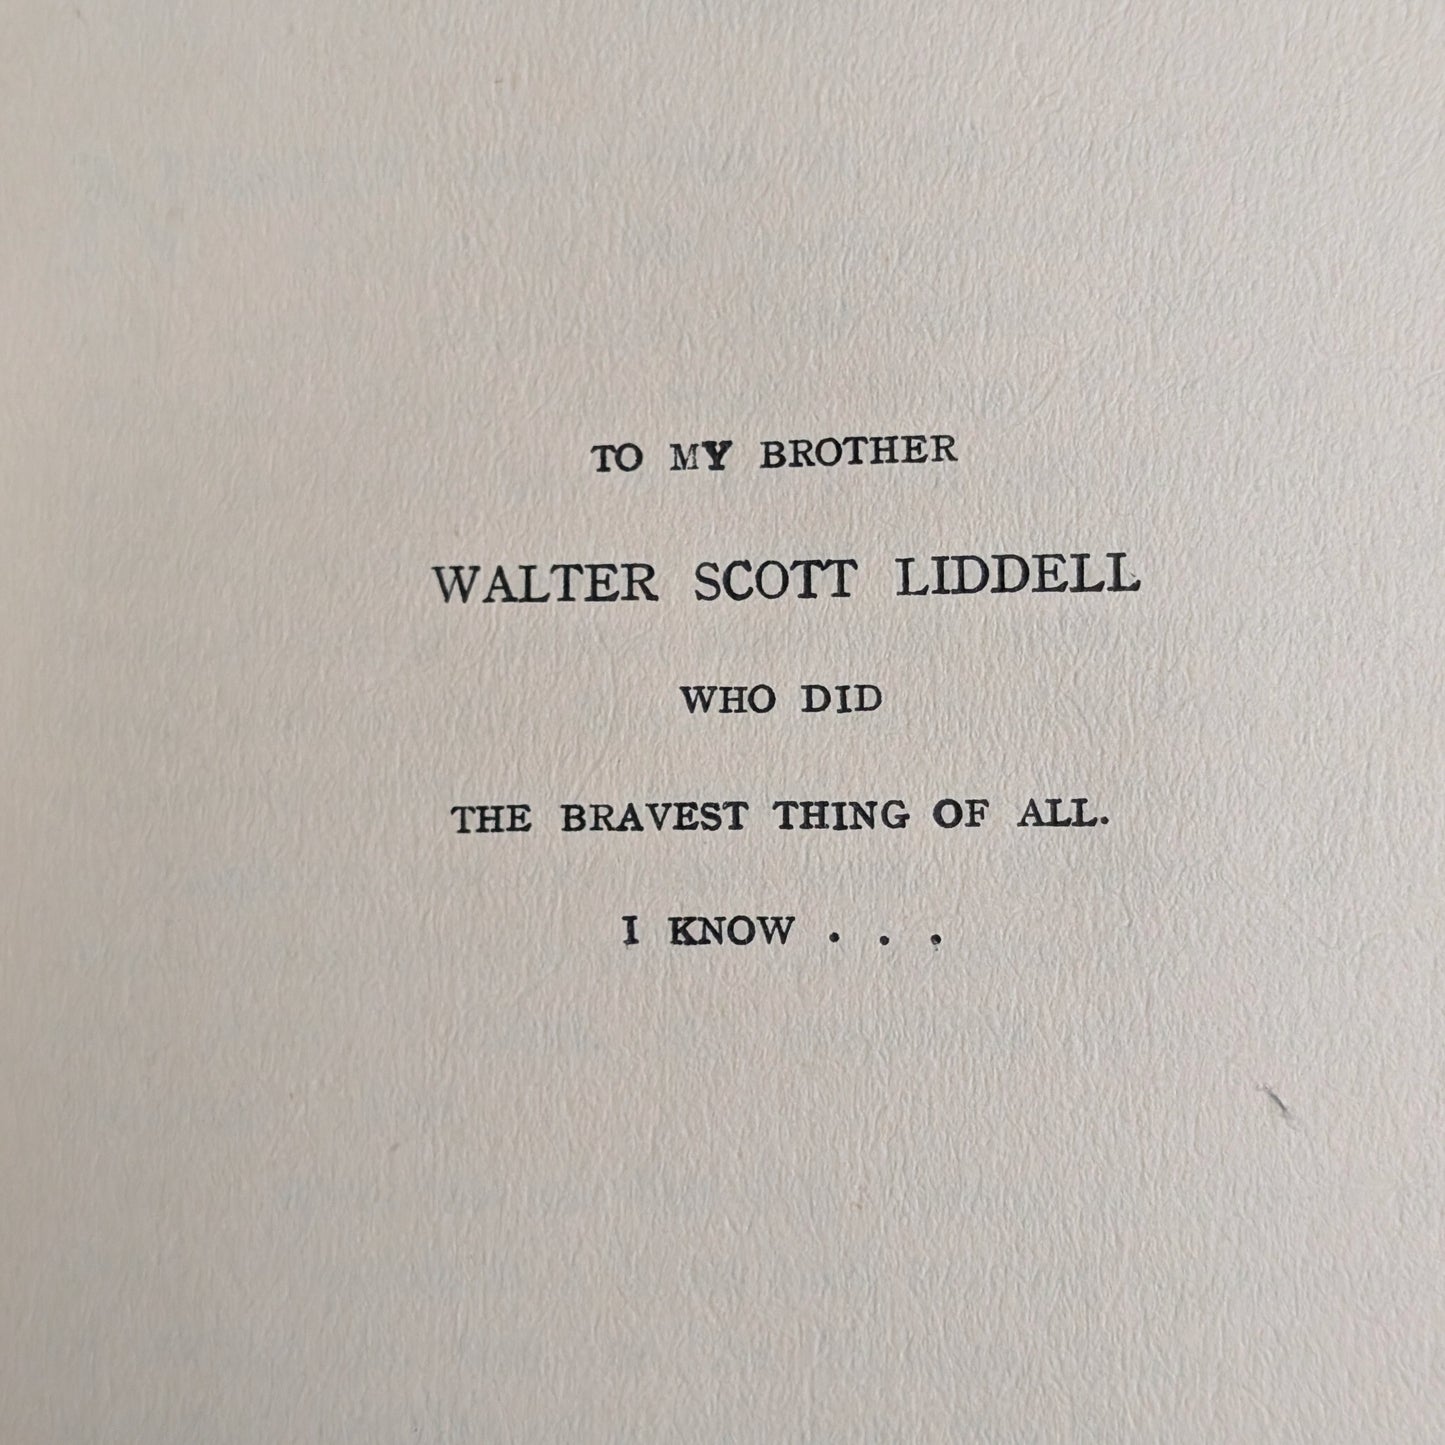 TO MY BROTHER
WALTER SCOTT LIDDELL
WHO DID
THE BRAVEST THING OF ALL.
I KNOW . . .